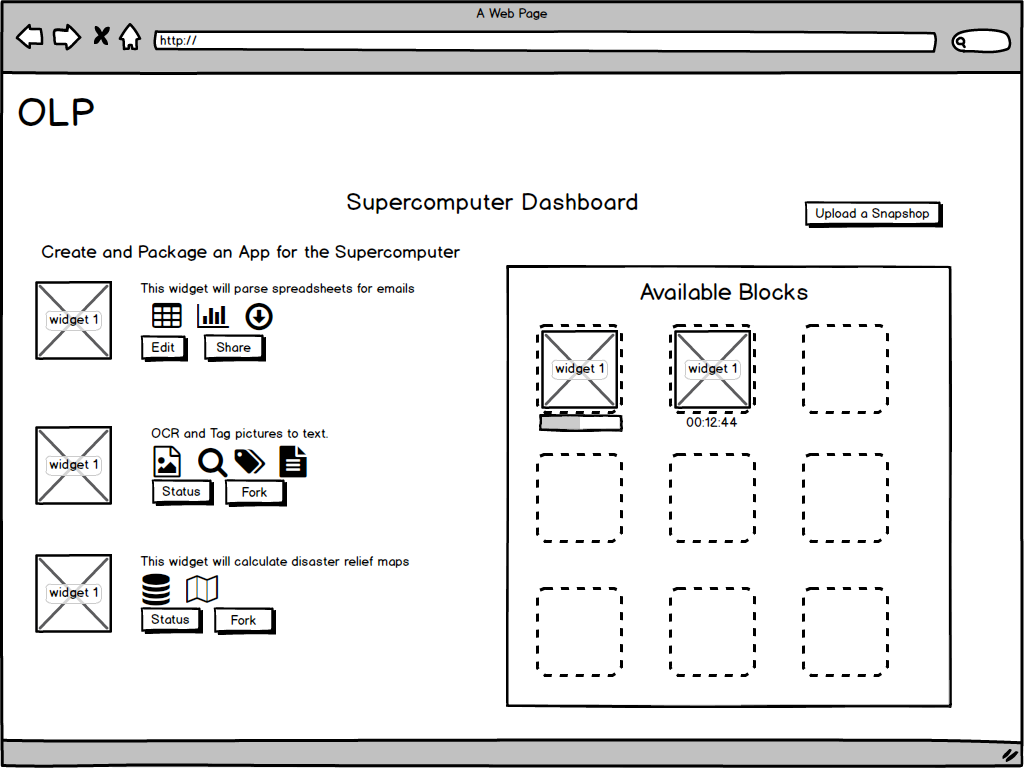 A Web Page
http://
OLP
Supercomputer Dashboard
Upload a Snapshop
Create and Package an App for the Supercomputer
widget 1
This widget will parse spreadsheets for emails
Edit
Share
widget 1
OCR and Tag pictures to text.
Status
Fork
widget 1
This widget will calculate disaster relief maps
Status
Fork
Available Blocks
widget 1
widget 1
00:12:44